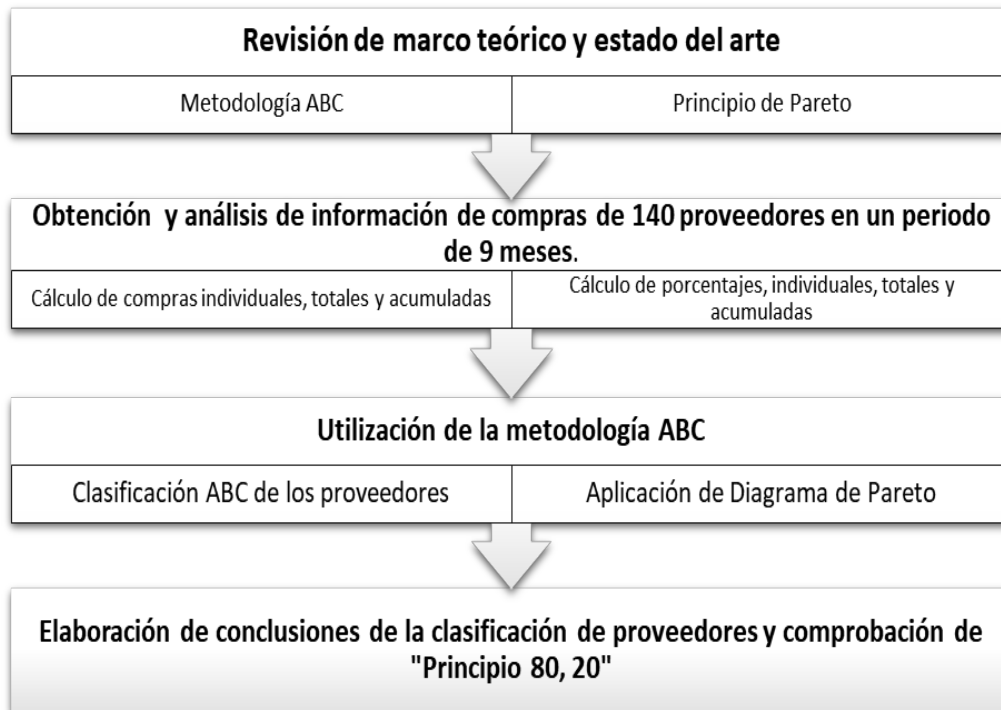 Revisión de marco teórico y estado del arte
Metodología ABC
Principio de Pareto
Obtención y análisis de información de compras de 140 proveedores en un periodo
de 9 meses.
Cálculo de compras individuales, totales y acumuladas
Cálculo de porcentajes, individuales, totales y
acumuladas
Utilización de la metodología ABC
Clasificación ABC de los proveedores
Aplicación de Diagrama de Pareto
Elaboración de conclusiones de la clasificación de proveedores y comprobación de
"Principio 80, 20"